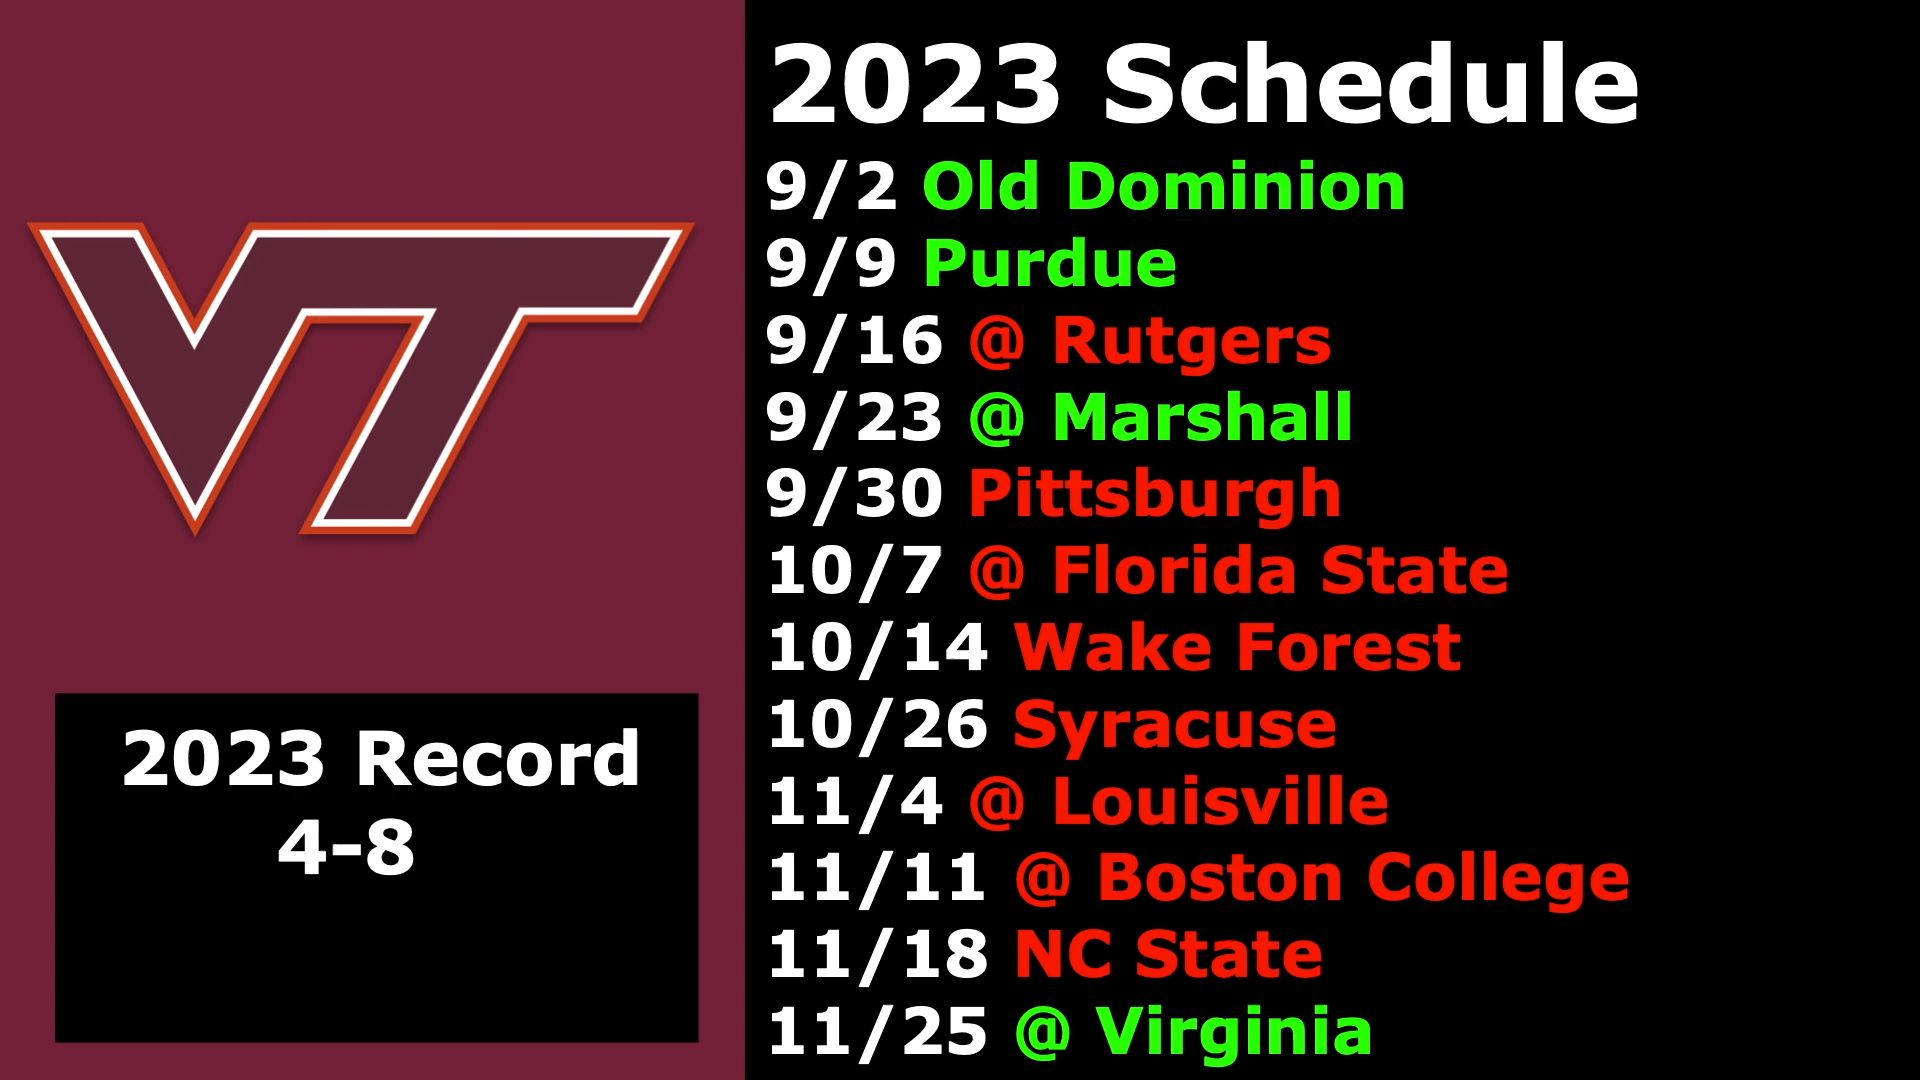 VT
2023 Record
4-8
2023 Schedule
9/2 Old Dominion
9/9 Purdue
9/16 @ Rutgers
9/23 @ Marshall
9/30 Pittsburgh
10/7 @ Florida State
10/14 Wake Forest
10/26 Syracuse
11/4 @ Louisville
11/11 @ Boston College
11/18 NC State
11/25 @ Virginia